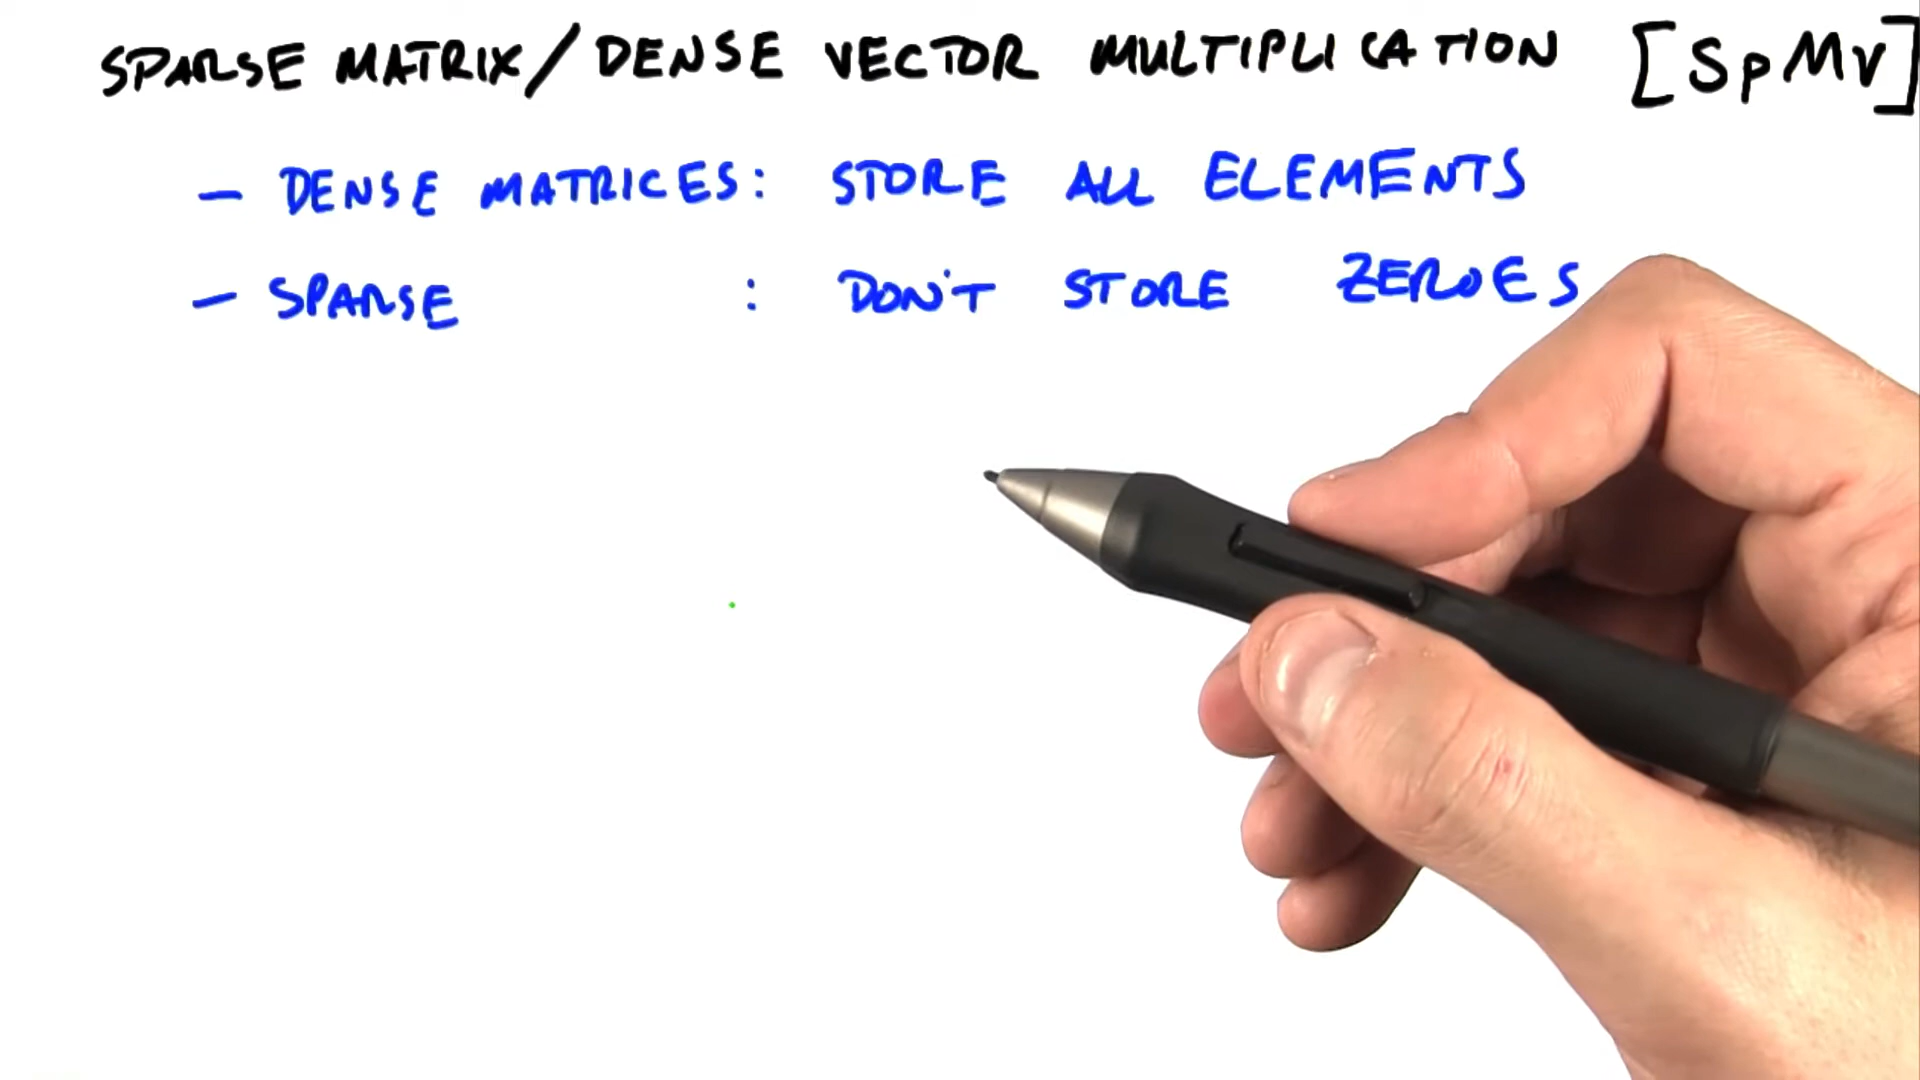 SPARSE MATRIX/DENSE VECTOR MULTIPLICATION [SpMV]
- DENSE MATRICES: STORE ALL ELEMENTS
- SPARSE : DON'T STORE ZEROES